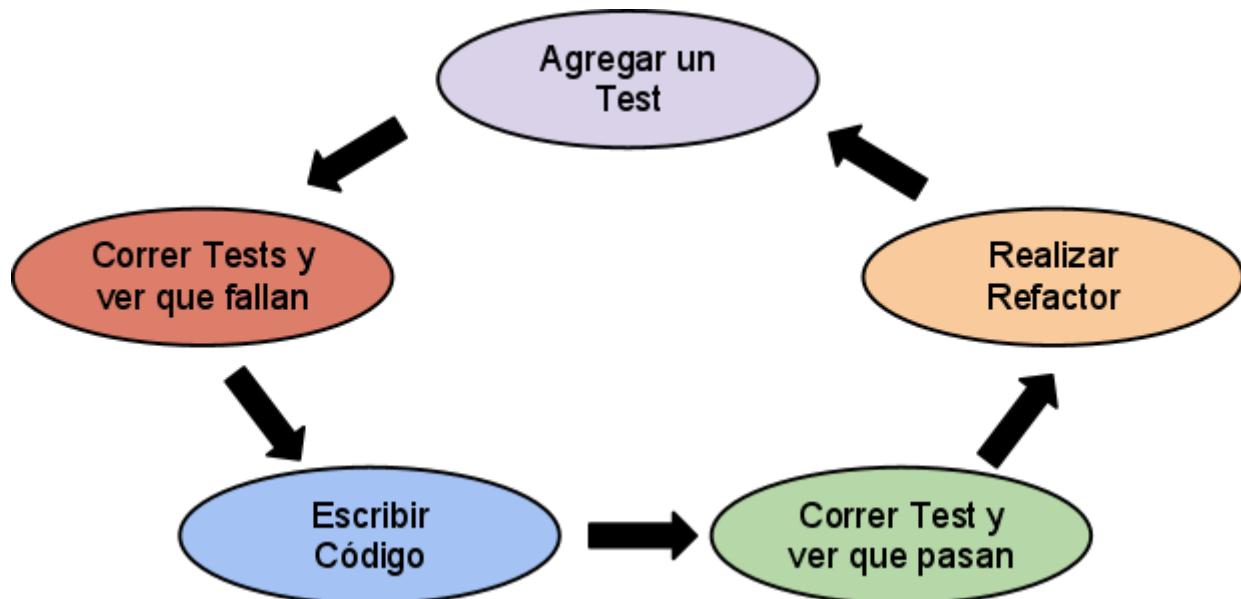 Agregar un
Test
Correr Tests y
ver que fallan
Escribir
Código
Correr Test y
ver que pasan
Realizar
Refactor